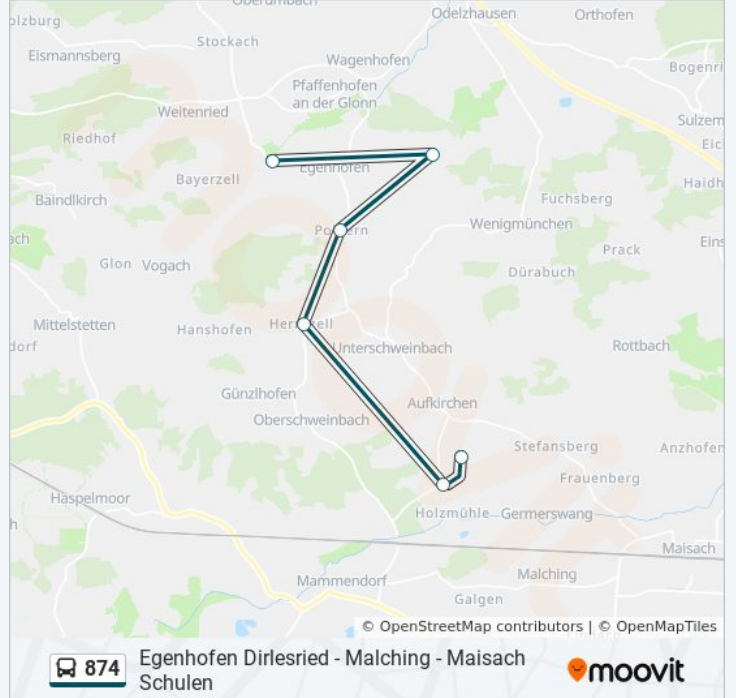 Oberumbach
olzburg
Odelzhausen
Orthofen
Stockach
Eismannsberg
Wagenhofen
Bogenri
Pfaffenhofen
an der Glonn
Weitenried
Sulzem
Riedhof
Egenhofen
Eic
Bayerzell
Haidh
Baindlkirch
Fuchsberg
Wenigmünchen
ach
Eins
Prack
Glon
Vogach
Dürabuch
Mittelstetten
Hanshofen
dorf
Unterschweinbach
Rottbach
Günzlhofen
Aufkirchen
Oberschweinbach
Stefansberg
Anzhofen
Frauenberg
Haspelmoor
Holzmühle
Germerswang
h
Maisach
Mammendorf
Malching
Galgen
© OpenStreetMap contributors | © OpenMapTiles
874
Egenhofen Dirlesried - Malching - Maisach
Schulen
moovit